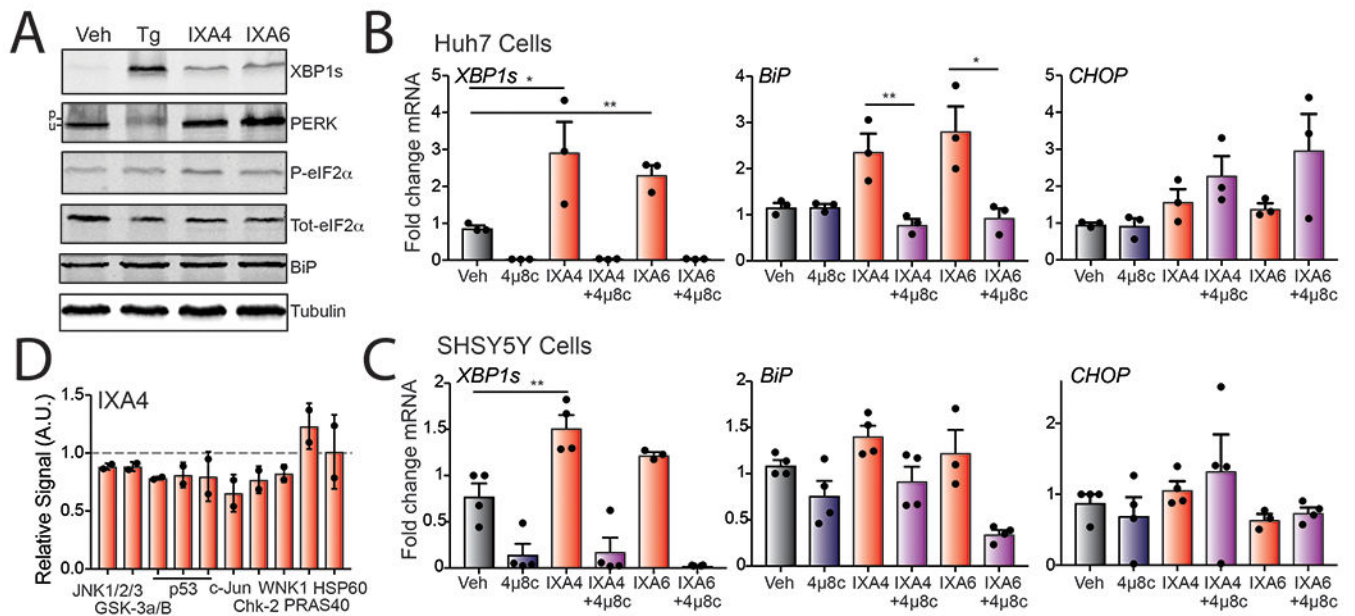 A
Veh Tg IXA4 IXA6
XBP1s
p
u
PERK
P-eIF2α
Tot-eIF2α
BiP
Tubulin
B
Huh7 Cells
XBP1s
*
**
Fold change mRNA
5
4
3
2
1
0
Veh 4µ8c IXA4 IXA4 IXA6 IXA6
+4µ8c +4µ8c
BiP
**
*
5
4
3
2
1
0
Veh 4µ8c IXA4 IXA4 IXA6 IXA6
+4µ8c +4µ8c
CHOP
5
4
3
2
1
0
Veh 4µ8c IXA4 IXA4 IXA6 IXA6
+4µ8c +4µ8c
D
IXA4
Relative Signal (A.U.)
1.5
1.0
0.5
0
JNK1/2/3 p53 c-Jun WNK1 HSP60
GSK-3a/B Chk-2 PRAS40
C
SHSY5Y Cells
XBP1s
**
Fold change mRNA
2
1.5
1
0.5
0
Veh 4µ8c IXA4 IXA4 IXA6 IXA6
+4µ8c +4µ8c
BiP
2
1.5
1
0.5
0
Veh 4µ8c IXA4 IXA4 IXA6 IXA6
+4µ8c +4µ8c
CHOP
3
2
1
0
Veh 4µ8c IXA4 IXA4 IXA6 IXA6
+4µ8c +4µ8c